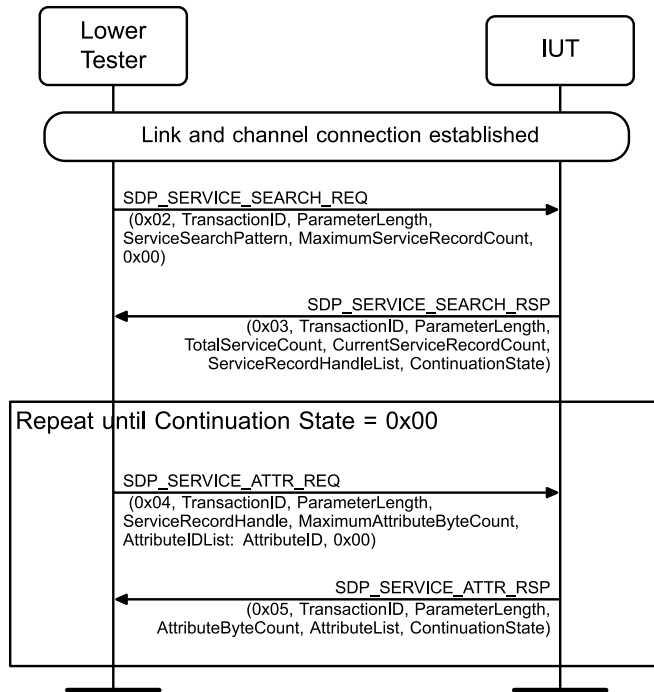 Lower
Tester
IUT
Link and channel connection established
SDP_SERVICE_SEARCH_REQ
(0x02, TransactionID, ParameterLength,
ServiceSearchPattern, MaximumServiceRecordCount,
0x00)
SDP_SERVICE_SEARCH_RSP
(0x03, TransactionID, ParameterLength,
TotalServiceCount, CurrentServiceRecordCount,
ServiceRecordHandleList, ContinuationState)
Repeat until Continuation State = 0x00
SDP_SERVICE_ATTR_REQ
(0x04, TransactionID, ParameterLength,
ServiceRecordHandle, MaximumAttributeByteCount,
AttributeIDList: AttributeID, 0x00)
SDP_SERVICE_ATTR_RSP
(0x05, TransactionID, ParameterLength,
AttributeByteCount, AttributeList, ContinuationState)